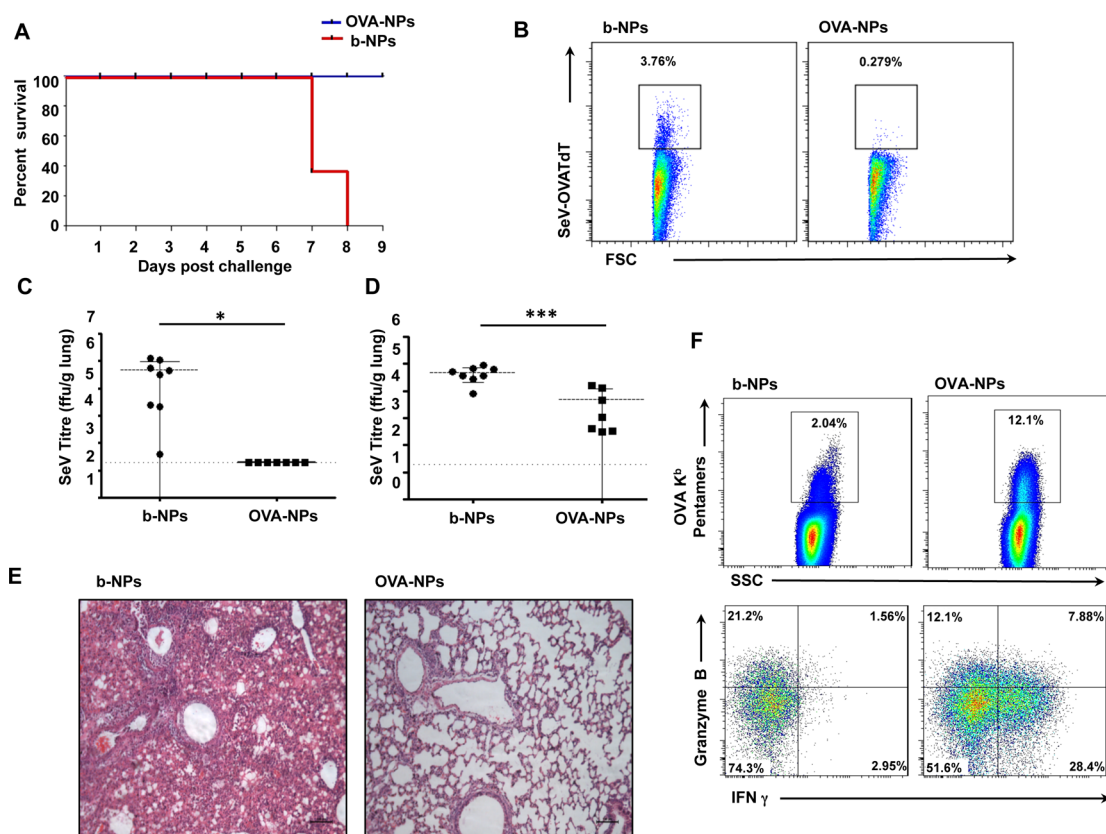 A
OVA-NPs
b-NPs
Percent survival
100
80
60
40
20
0
1 2 3 4 5 6 7 8 9
Days post challenge
B
b-NPs OVA-NPs
3.76% 0.279%
SeV-OVATdT
FSC
C
SeV Titre (ffu/g lung)
7
6
5
4
3
2
1
*
b-NPs OVA-NPs
D
SeV Titre (ffu/g lung)
6
5
4
3
2
1
0
***
b-NPs OVA-NPs
E
b-NPs OVA-NPs
F
b-NPs OVA-NPs
2.04% 12.1%
OVA Kb
Pentamers
SSC
21.2% 1.56% 12.1% 7.88%
Granzyme B
74.3% 2.95% 51.6% 28.4%
IFN γ